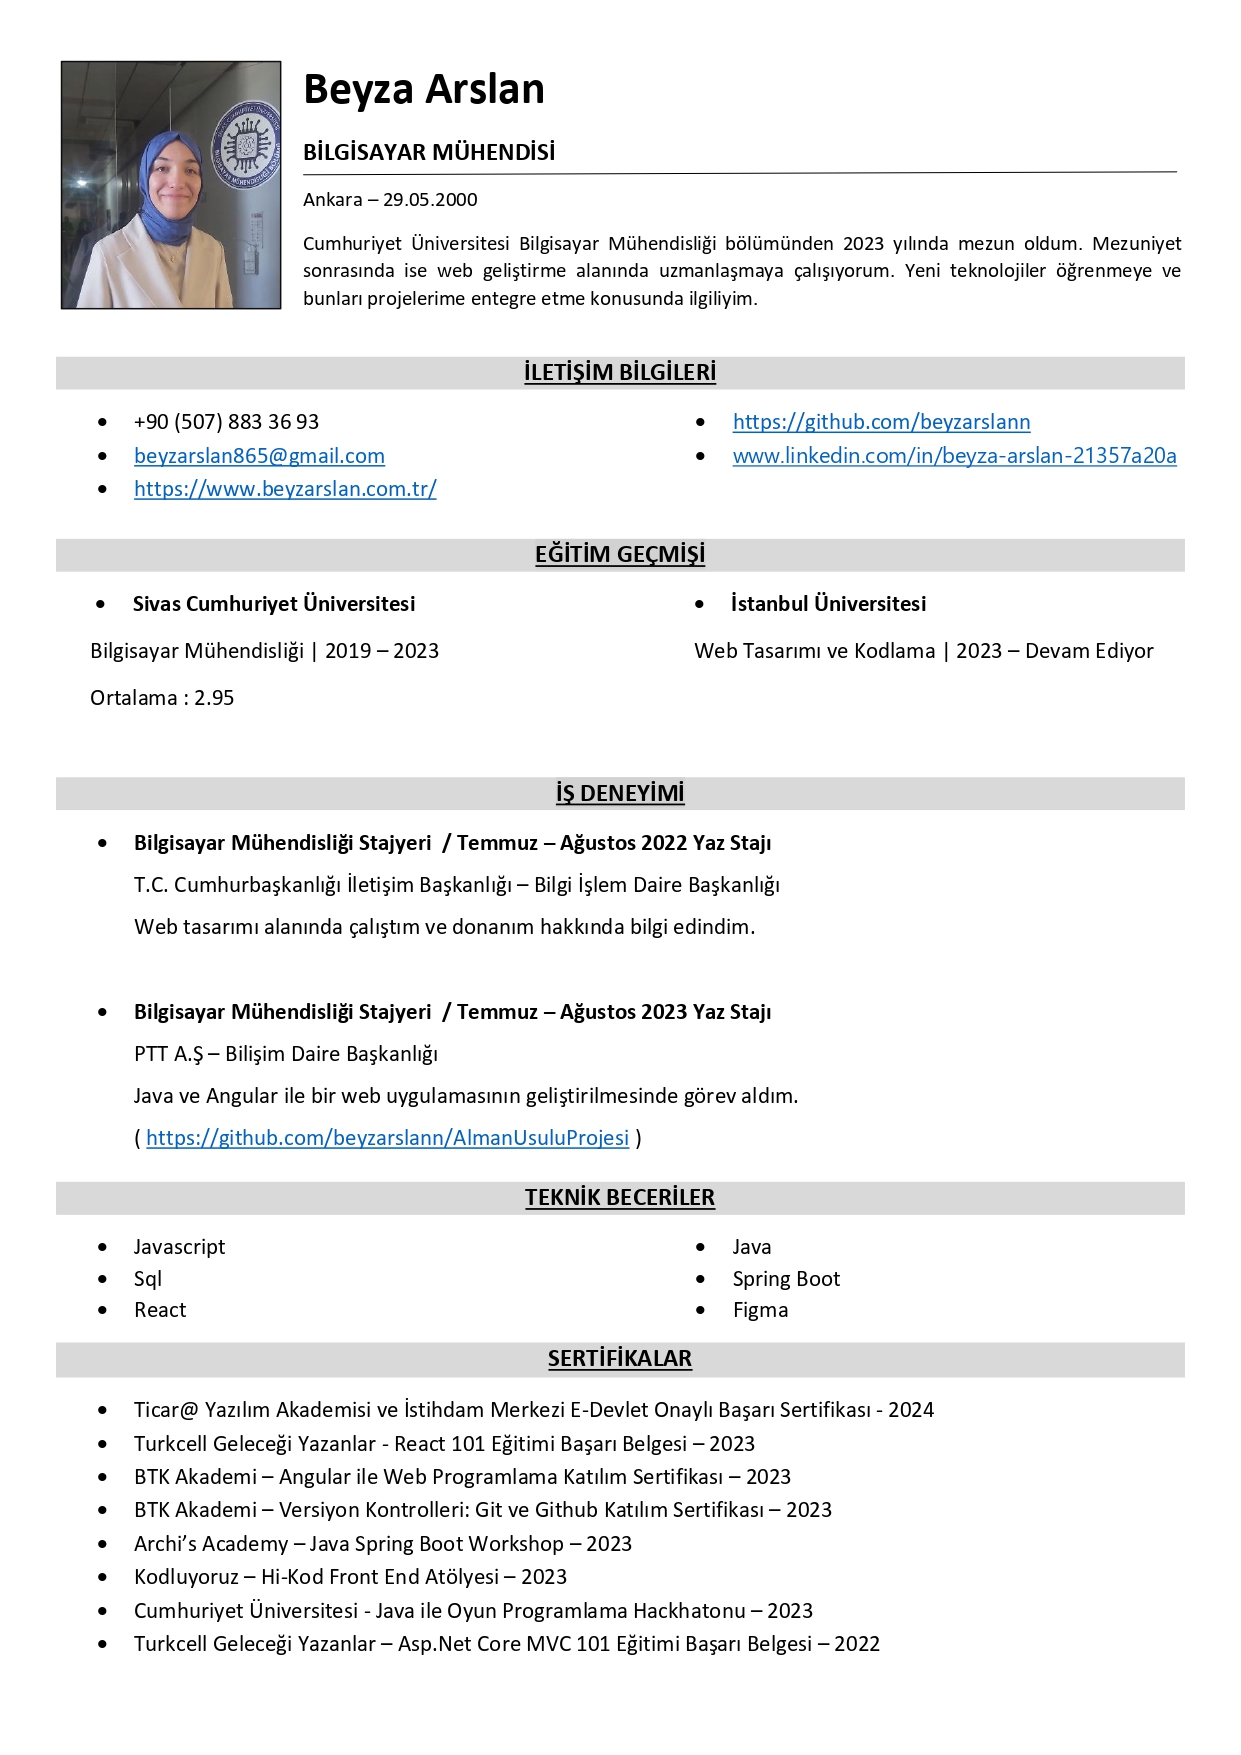 Beyza Arslan
BİLGİSAYAR MÜHENDİSİ
Ankara – 29.05.2000
Cumhuriyet Üniversitesi Bilgisayar Mühendisliği bölümünden 2023 yılında mezun oldum. Mezuniyet
sonrasında ise web geliştirme alanında uzmanlaşmaya çalışıyorum. Yeni teknolojiler öğrenmeye ve
bunları projelerime entegre etme konusunda ilgiliyim.
İLETİŞİM BİLGİLERİ
• +90 (507) 883 36 93
• beyzarslan865@gmail.com
• https://www.beyzarslan.com.tr/
• https://github.com/beyzarslann
• www.linkedin.com/in/beyza-arslan-21357a20a
EĞİTİM GEÇMİŞİ
• Sivas Cumhuriyet Üniversitesi
Bilgisayar Mühendisliği | 2019 – 2023
Ortalama : 2.95
• İstanbul Üniversitesi
Web Tasarımı ve Kodlama | 2023 – Devam Ediyor
İŞ DENEYİMİ
• Bilgisayar Mühendisliği Stajyeri / Temmuz – Ağustos 2022 Yaz Stajı
T.C. Cumhurbaşkanlığı İletişim Başkanlığı – Bilgi İşlem Daire Başkanlığı
Web tasarımı alanında çalıştım ve donanım hakkında bilgi edindim.
• Bilgisayar Mühendisliği Stajyeri / Temmuz – Ağustos 2023 Yaz Stajı
PTT A.Ş – Bilişim Daire Başkanlığı
Java ve Angular ile bir web uygulamasının geliştirilmesinde görev aldım.
( https://github.com/beyzarslann/AlmanUsuluProjesi )
TEKNİK BECERİLER
• Javascript
• Sql
• React
• Java
• Spring Boot
• Figma
SERTİFİKALAR
• Ticar@ Yazılım Akademisi ve İstihdam Merkezi E-Devlet Onaylı Başarı Sertifikası - 2024
• Turkcell Geleceği Yazanlar - React 101 Eğitimi Başarı Belgesi – 2023
• BTK Akademi – Angular ile Web Programlama Katılım Sertifikası – 2023
• BTK Akademi – Versiyon Kontrolleri: Git ve Github Katılım Sertifikası – 2023
• Archi’s Academy – Java Spring Boot Workshop – 2023
• Kodluyoruz – Hi-Kod Front End Atölyesi – 2023
• Cumhuriyet Üniversitesi - Java ile Oyun Programlama Hackhatonu – 2023
• Turkcell Geleceği Yazanlar – Asp.Net Core MVC 101 Eğitimi Başarı Belgesi – 2022